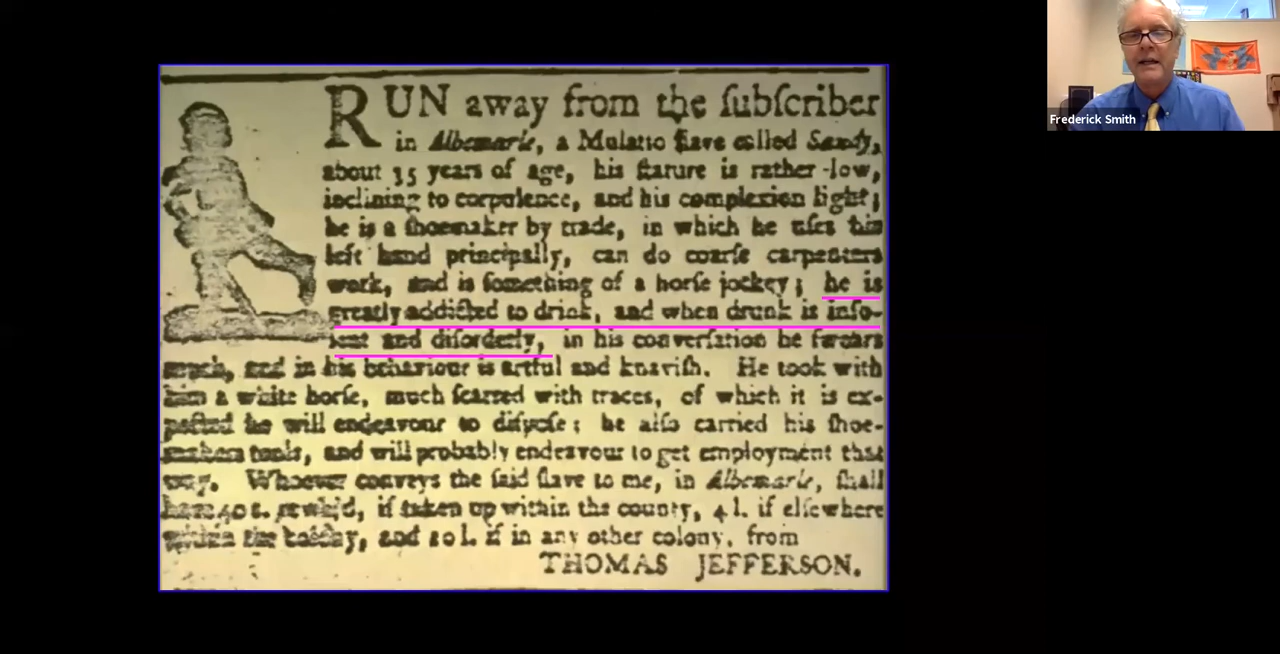 RUN away from the ſubſcriber
in Albemarle, a Mulatto ſlave called Sandy,
about 35 years of age, his ſtature is rather low,
inclining to corpulence, and his complexion light;
he is a ſhoemaker by trade, in which he uſes his
left hand principally, can do coarſe carpenters
work, and is ſomething of a horſe jockey; he is
greatly addicted to drink, and when drunk is inſo-
lent and diſorderly, in his converſation he ſwears
much, and in his behaviour is artful and knaviſh. He took with
him a white horſe, much ſcarred with traces, of which it is ex-
pected he will endeavour to diſpoſe; he alſo carried his ſhoe-
makers tools, and will probably endeavour to get employment that
way. Whoever conveys the ſaid ſlave to me, in Albemarle, ſhall
have 40 s. reward, if taken up within the county, 4 l. if elſewhere
within the colony, and 10 l. if in any other colony, from
THOMAS JEFFERSON.
Frederick Smith